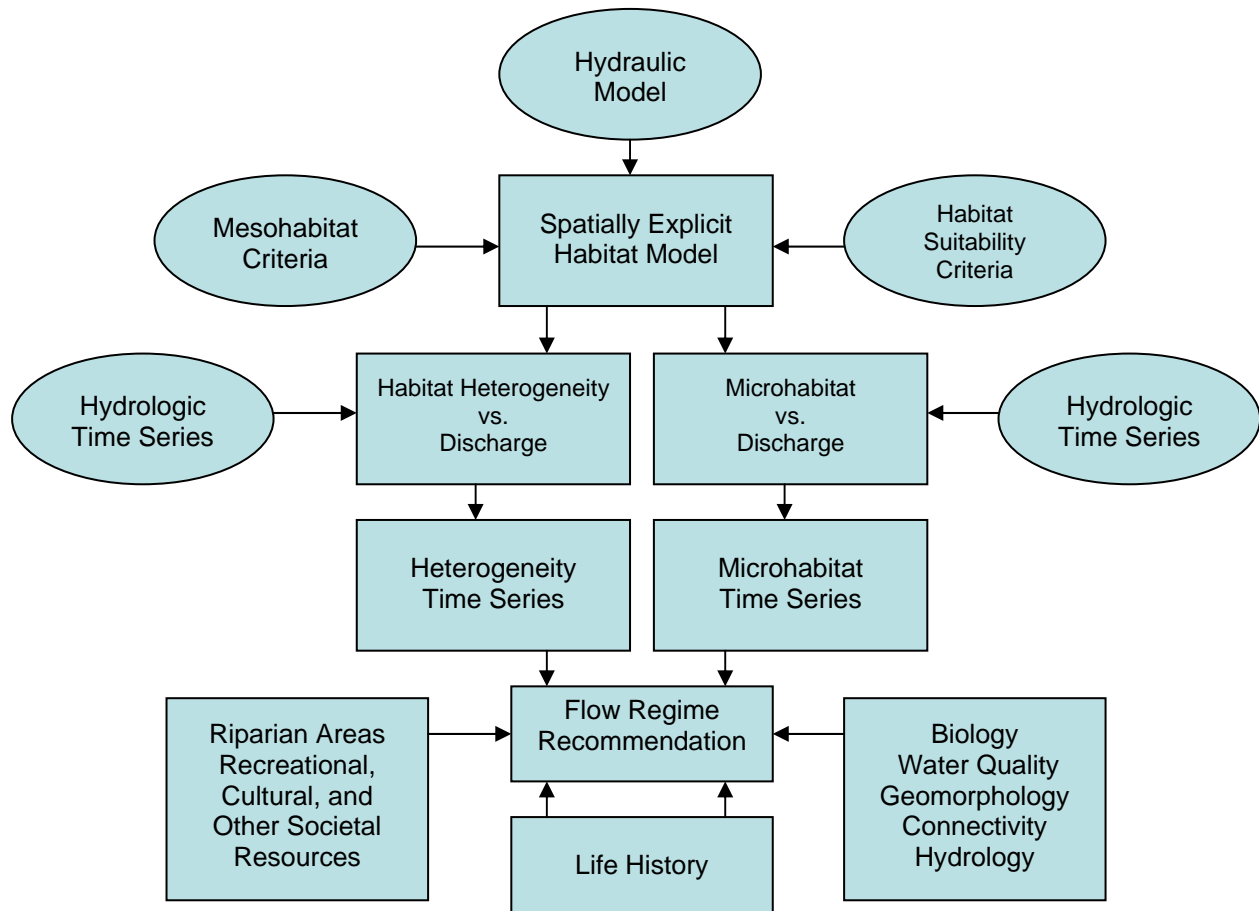 Hydraulic
Model
Mesohabitat
Criteria
Spatially Explicit
Habitat Model
Habitat
Suitability
Criteria
Hydrologic
Time Series
Habitat Heterogeneity
vs.
Discharge
Microhabitat
vs.
Discharge
Hydrologic
Time Series
Heterogeneity
Time Series
Microhabitat
Time Series
Riparian Areas
Recreational,
Cultural, and
Other Societal
Resources
Flow Regime
Recommendation
Biology
Water Quality
Geomorphology
Connectivity
Hydrology
Life History